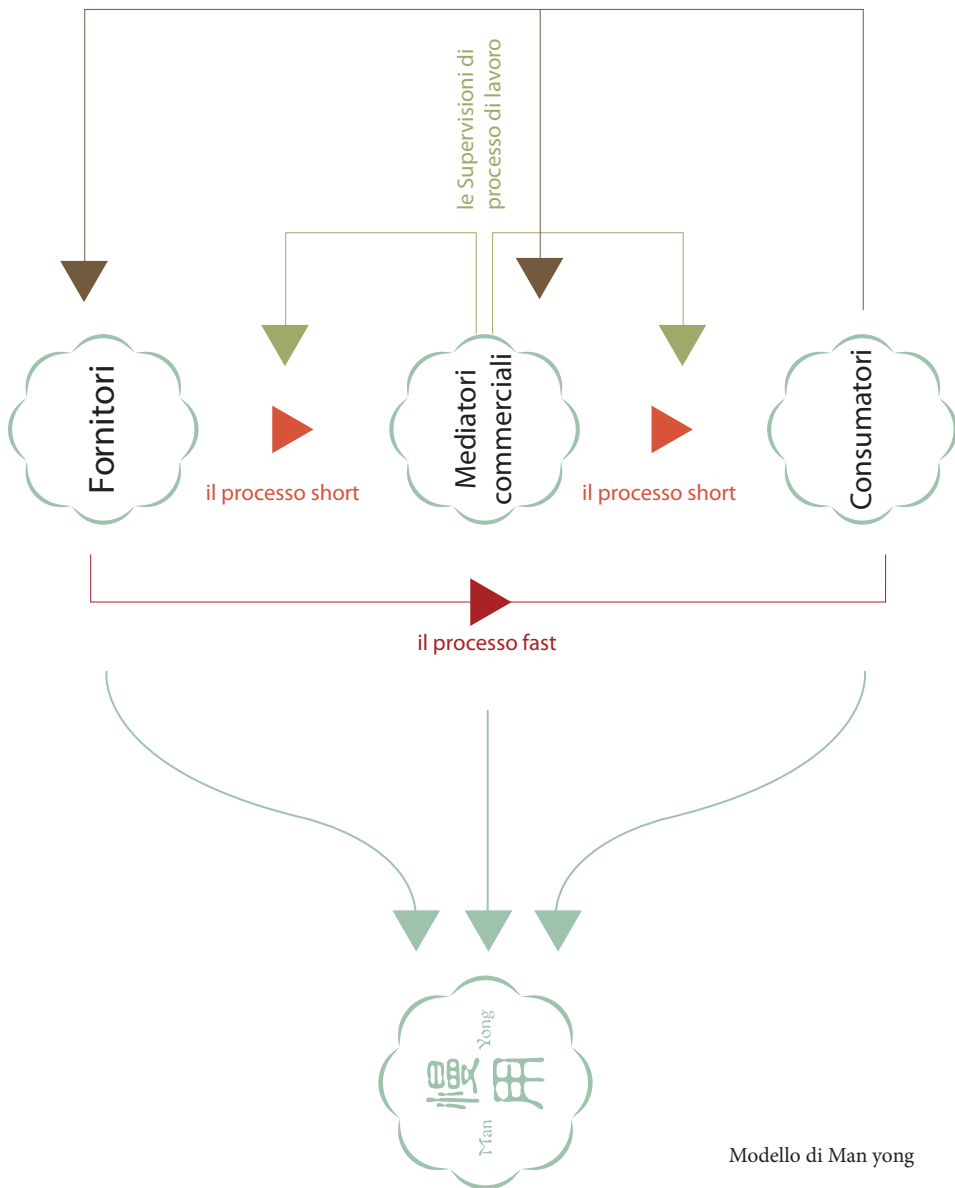 le Supervisioni di
processo di lavoro
Fornitori
Mediatori
commerciali
Consumatori
il processo short
il processo short
il processo fast
慢用
Man Yong
Modello di Man yong